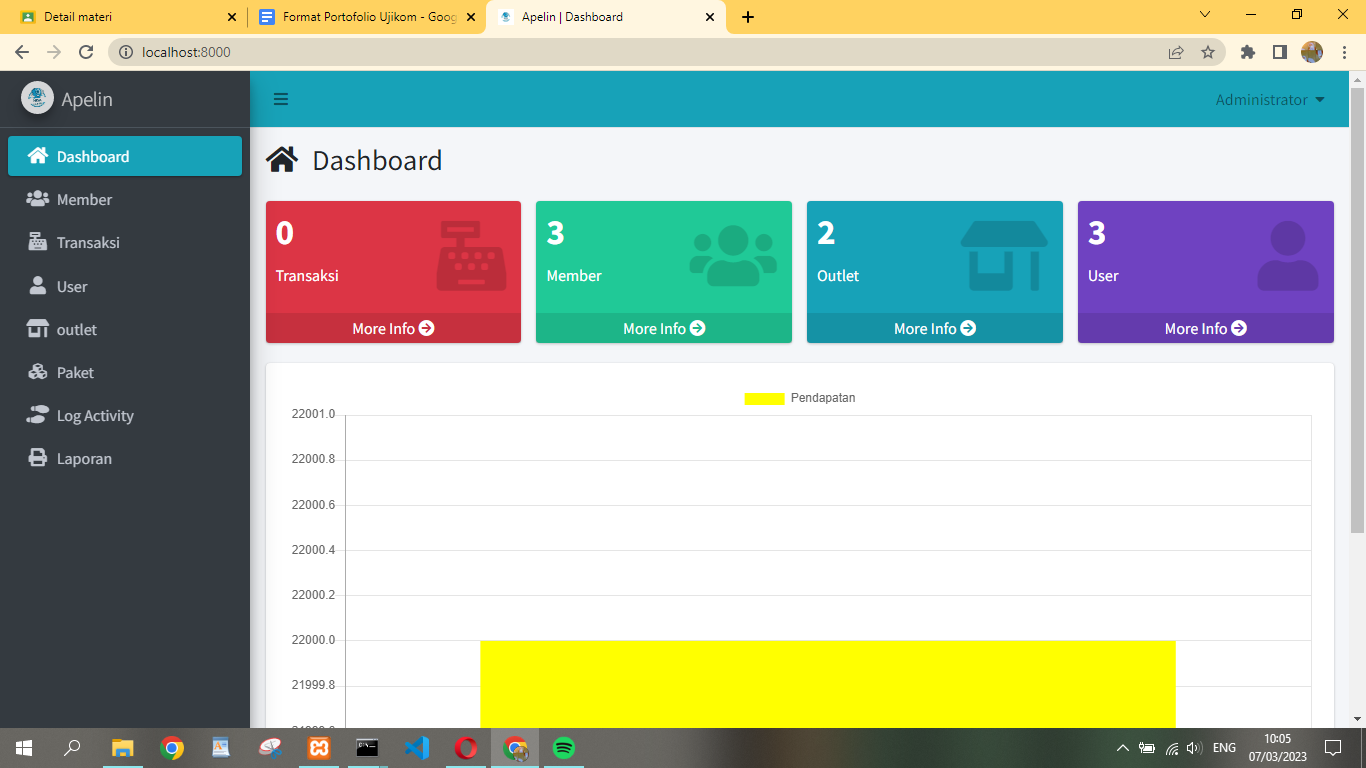 Detail materi
Format Portofolio Ujikom - Goog
Apelin | Dashboard
localhost:8000
Apelin
Administrator
Dashboard
Member
Transaksi
User
outlet
Paket
Log Activity
Laporan
Dashboard
0
Transaksi
More Info
3
Member
More Info
2
Outlet
More Info
3
User
More Info
Pendapatan
22001.0
22000.8
22000.6
22000.4
22000.2
22000.0
21999.8
ENG
10:05
07/03/2023